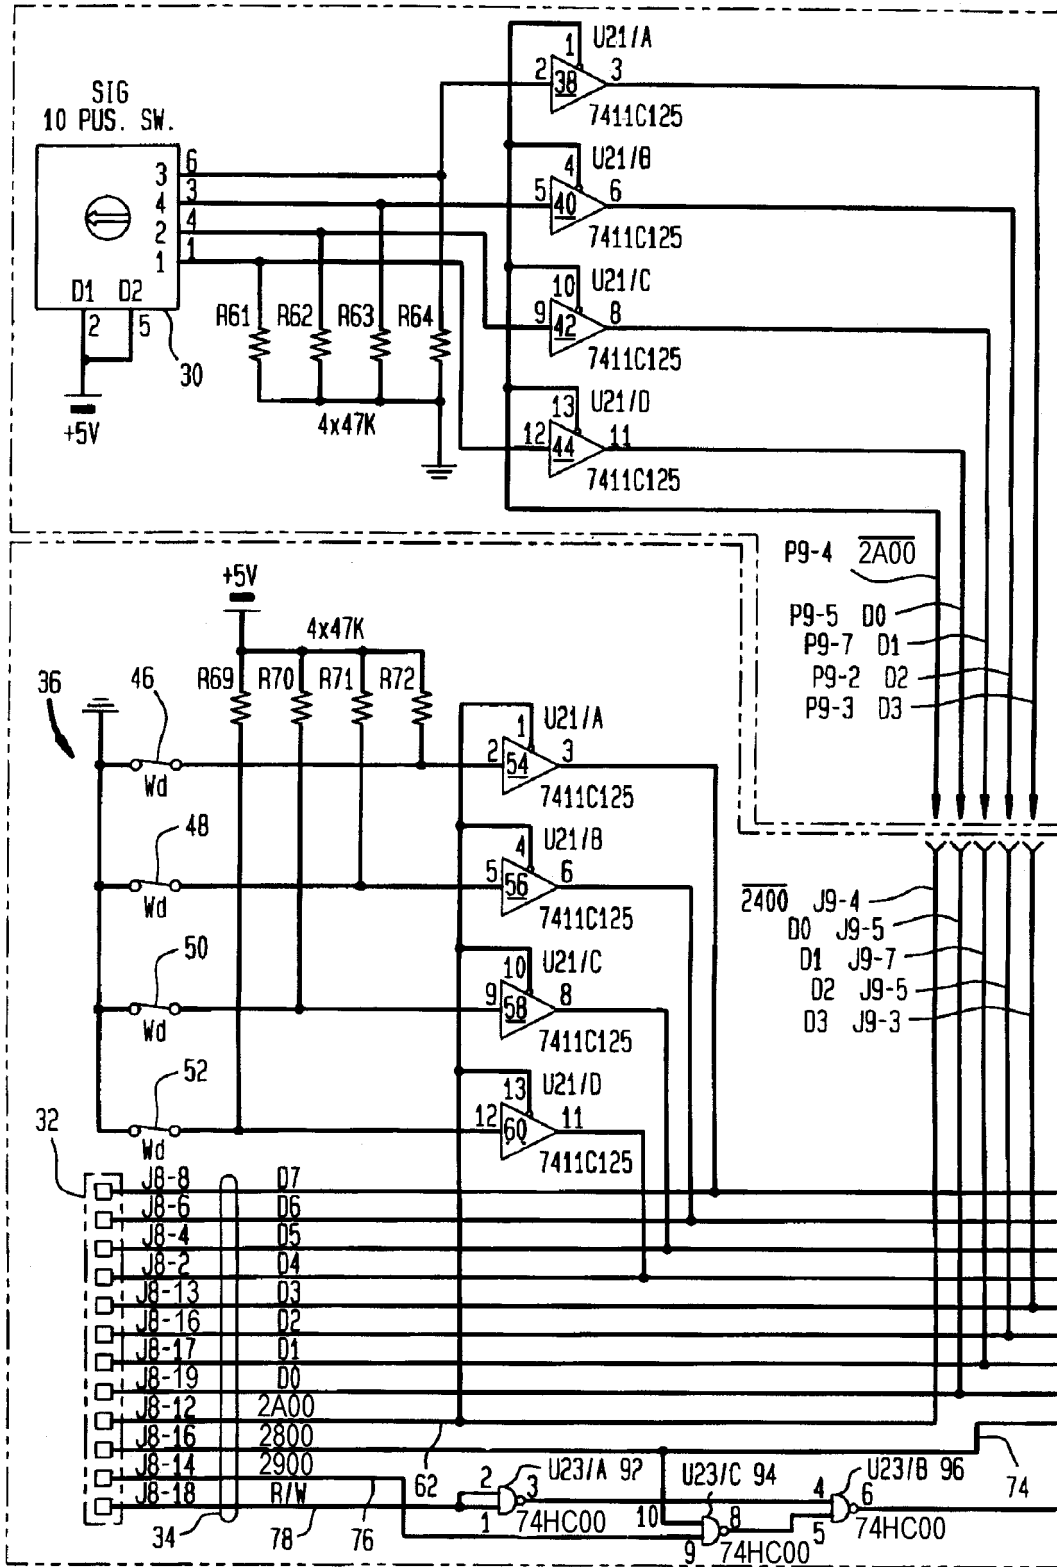 SIG
10 PUS. SW.
3 6
4 3
2 4
1 1
D1 D2
2 5
30
+5V
R61 R62 R63 R64
4x47K
1 U21/A
2 38 3
7411C125
4 U21/B
5 40 6
7411C125
10 U21/C
9 42 8
7411C125
13 U21/D
12 44 11
7411C125
P9-4 2A00
P9-5 D0
P9-7 D1
P9-2 D2
P9-3 D3
+5V
4x47K
R69 R70 R71 R72
36
46
Wd
48
Wd
50
Wd
52
Wd
1 U21/A
2 54 3
7411C125
4 U21/B
5 56 6
7411C125
10 U21/C
9 58 8
7411C125
13 U21/D
12 60 11
7411C125
2400 J9-4
D0 J9-5
D1 J9-7
D2 J9-5
D3 J9-3
32
J8-8 D7
J8-6 D6
J8-4 D5
J8-2 D4
J8-13 D3
J8-16 D2
J8-17 D1
J8-19 D0
J8-12 2A00
J8-16 2800
J8-14 2900
J8-18 R/W
34 78 76 62
2 3 U23/A 92
1 74HC00
10 8 U23/C 94
9 74HC00
4 6 U23/B 96
5 74HC00
74